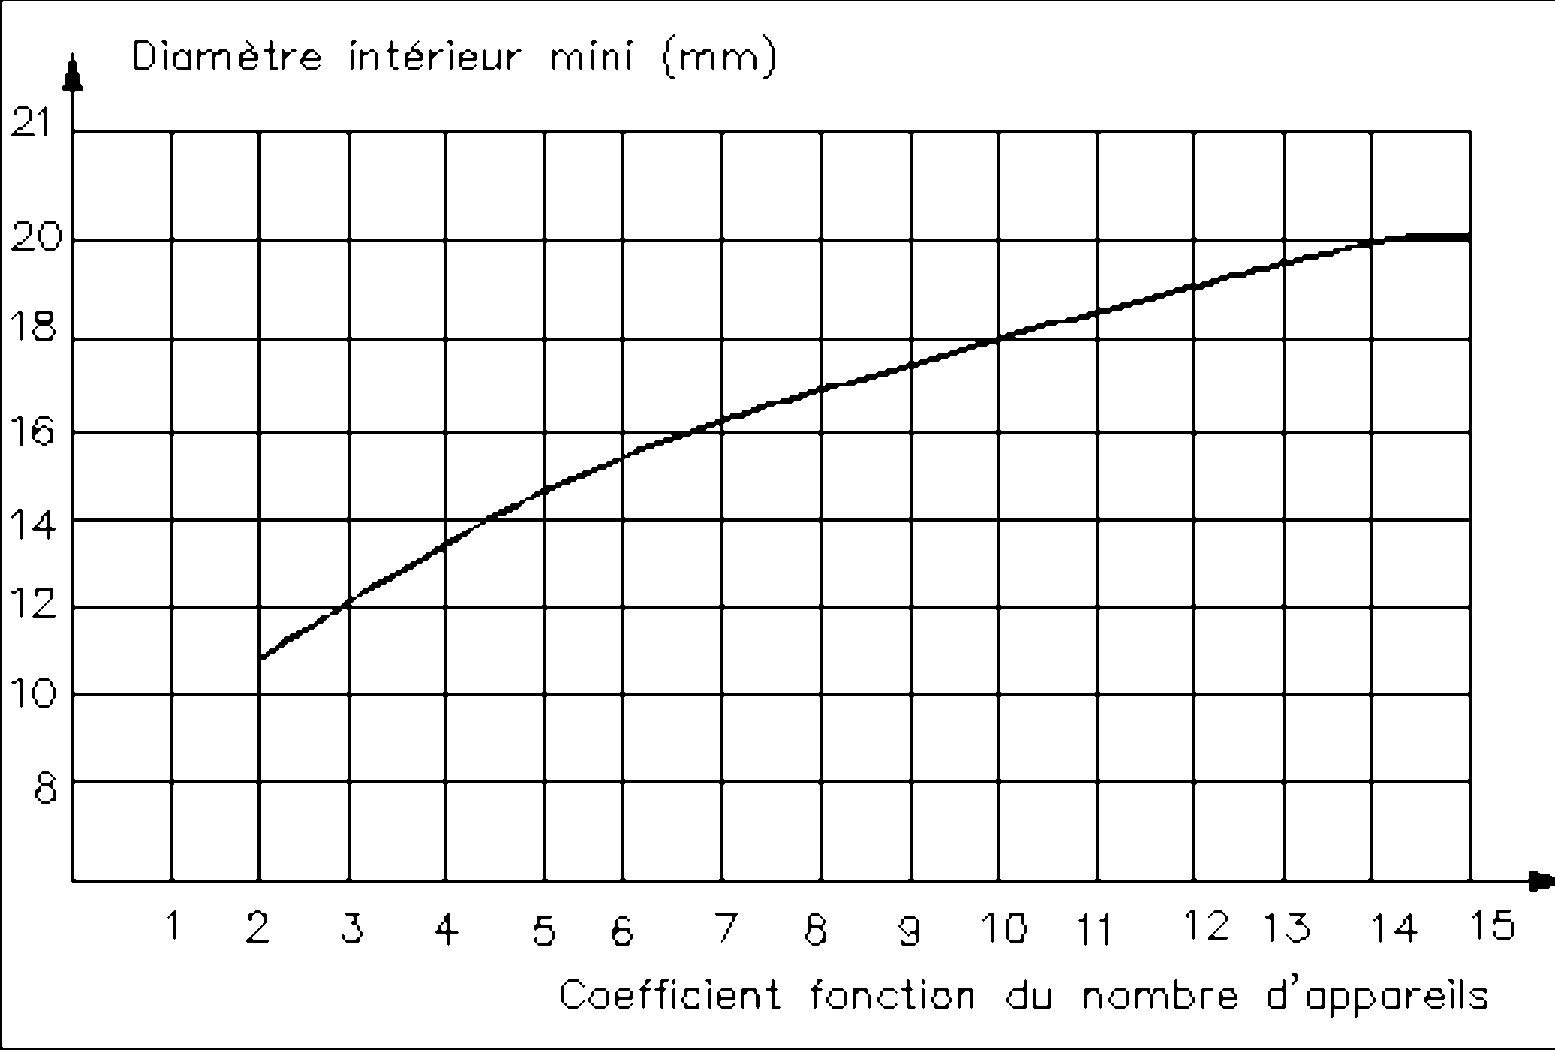 Diamètre intérieur mini (mm)
21
20
18
16
14
12
10
8
1 2 3 4 5 6 7 8 9 10 11 12 13 14 15
Coefficient fonction du nombre d'appareils